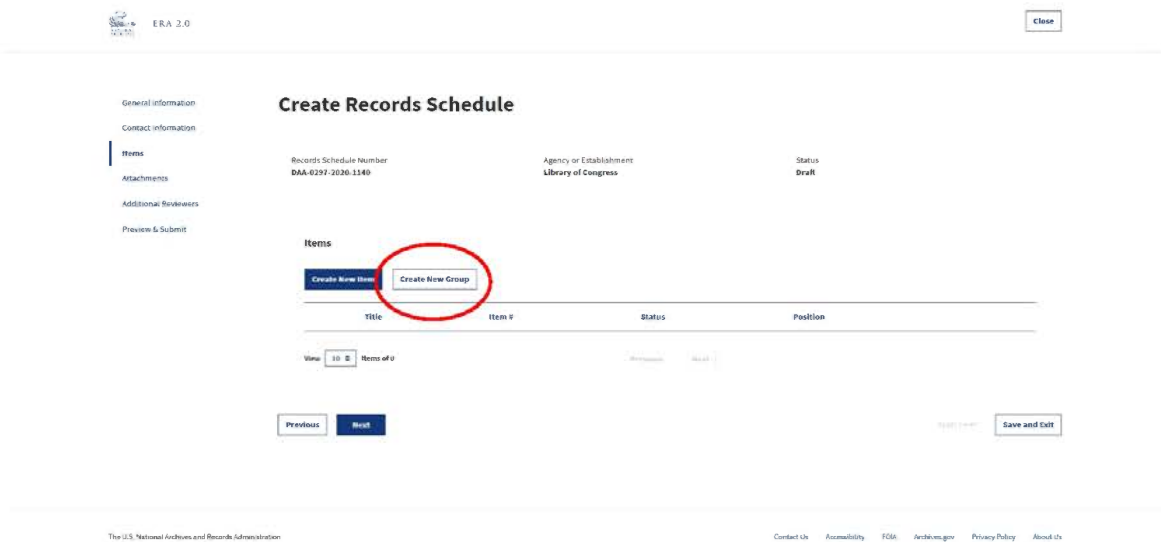 ERA 2.0
Close
General Information
Contact Information
Items
Attachments
Additional Reviewers
Preview & Submit
Create Records Schedule
Records Schedule Number
DAA-0297-2020-1140
Agency or Establishment
Library of Congress
Status
Draft
Items
Create New Item
Create New Group
Title
Item #
Status
Position
View 10 Items of 0
Previous
Next
Previous
Next
Save and Exit
The U.S. National Archives and Records Administration
Contact Us
Accessibility
FOIA
Archives.gov
Privacy Policy
About Us